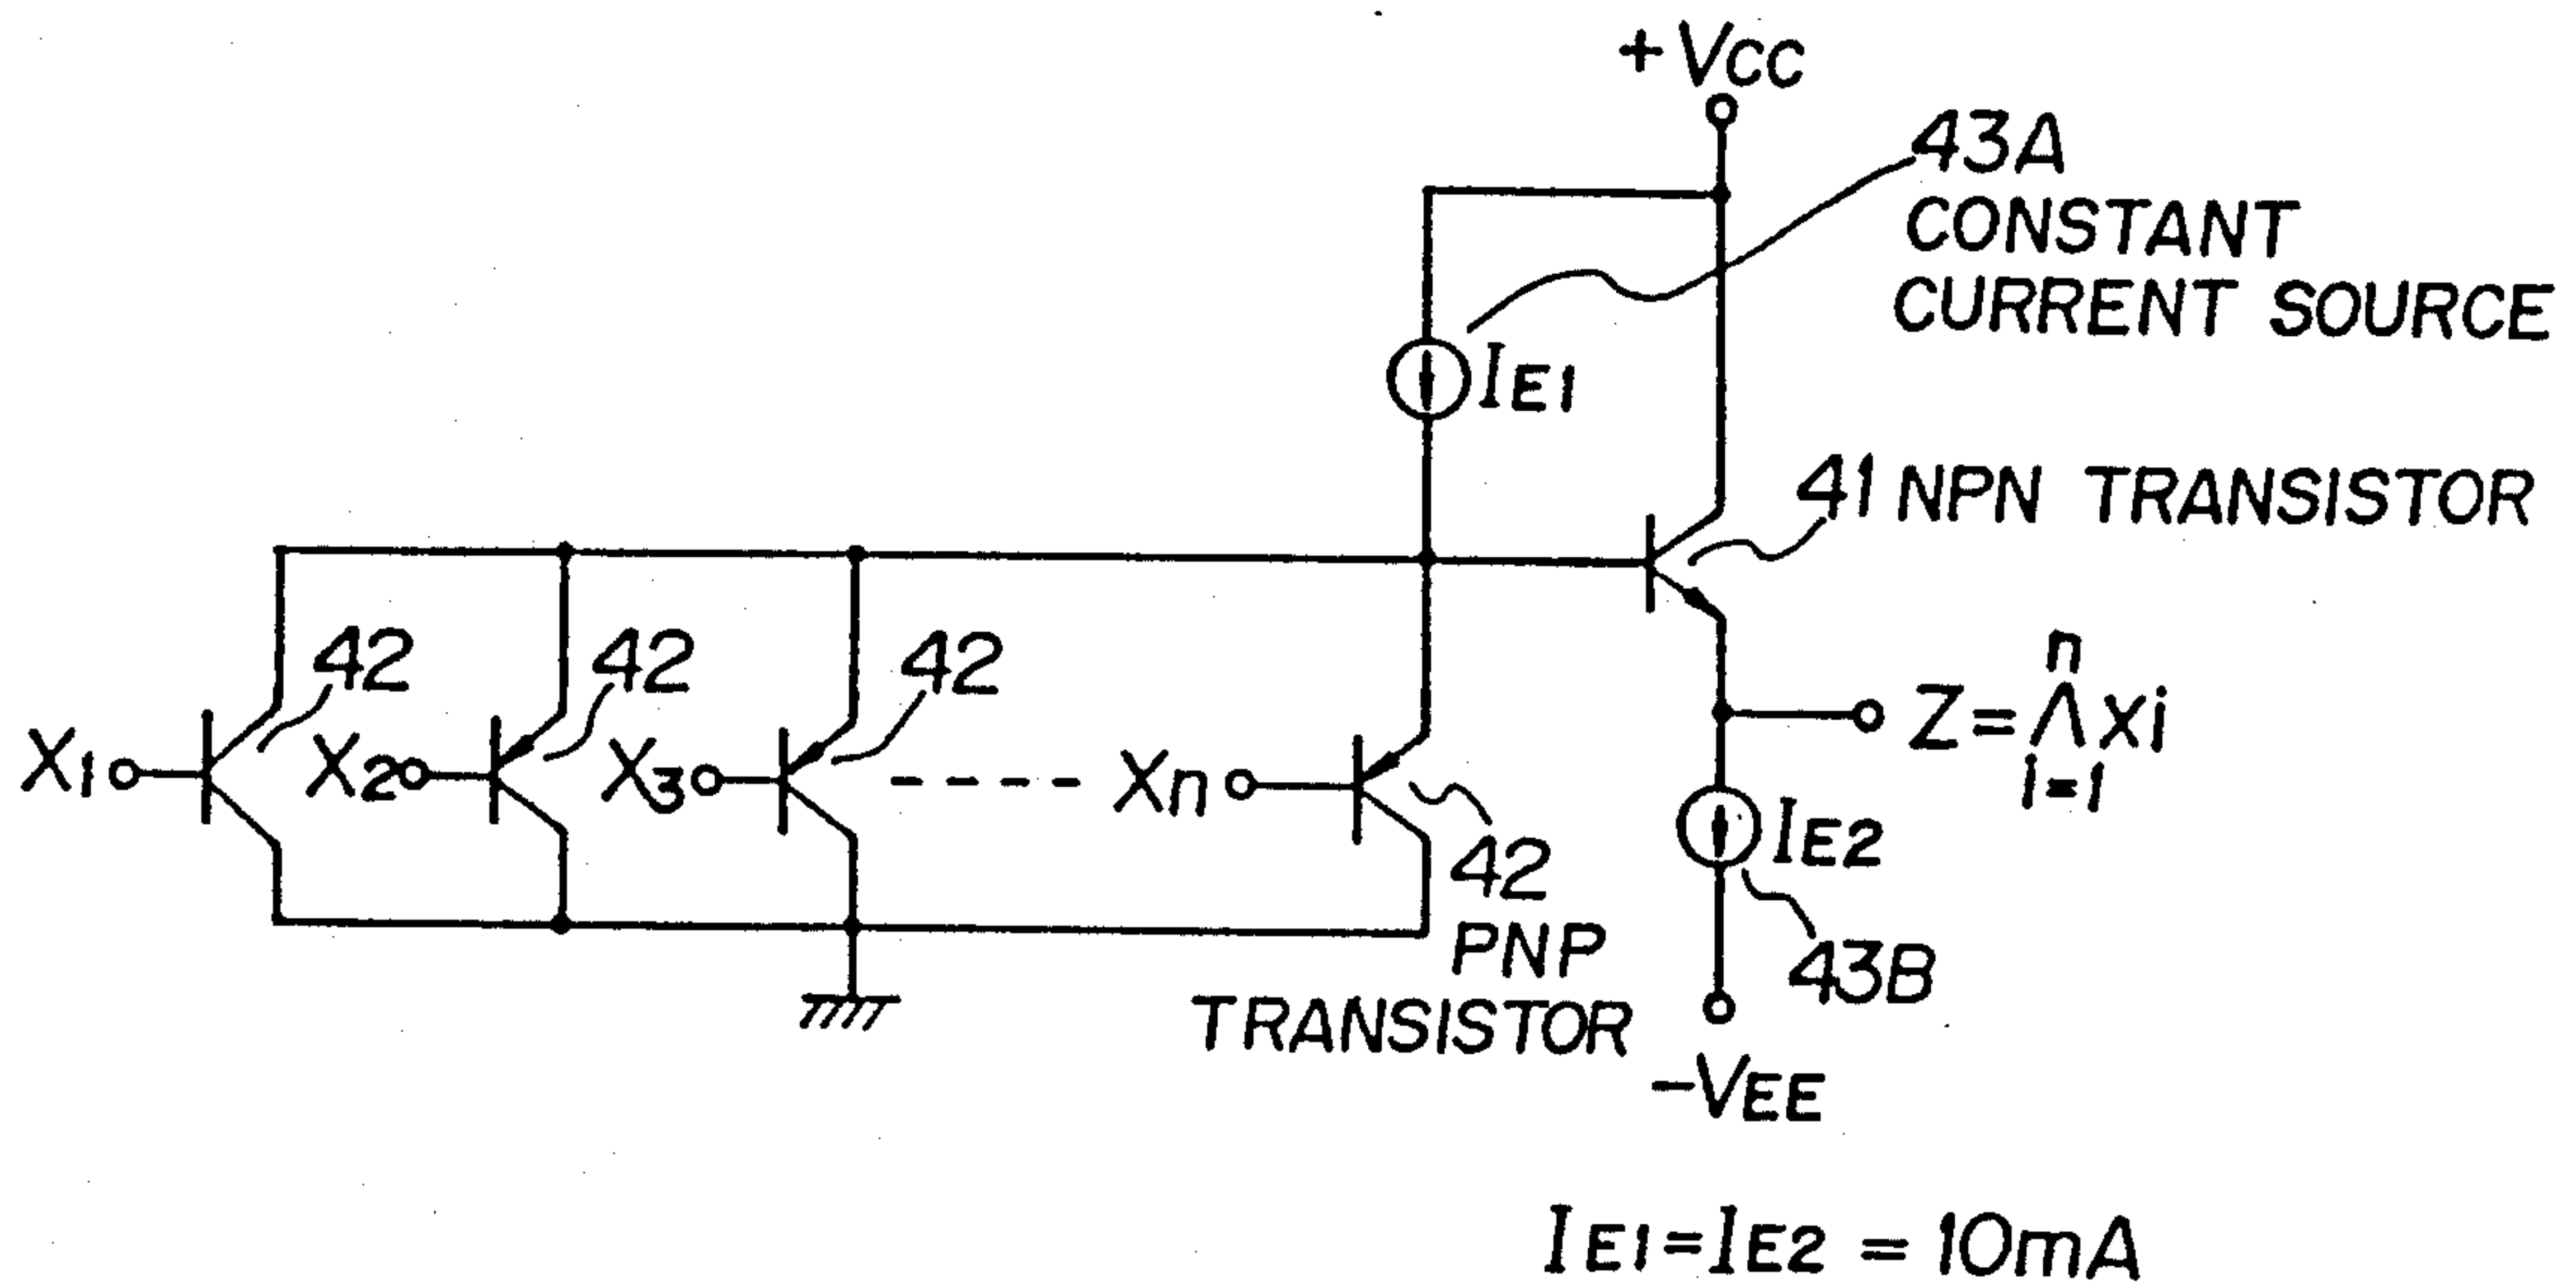 +VCC
43A
CONSTANT
CURRENT SOURCE
IE1
41 NPN TRANSISTOR
42
42
42
n
Z=Λxi
i=1
X1
X2
X3
----
Xn
IE2
42
PNP
TRANSISTOR
43B
-VEE
IE1=IE2 = 10mA